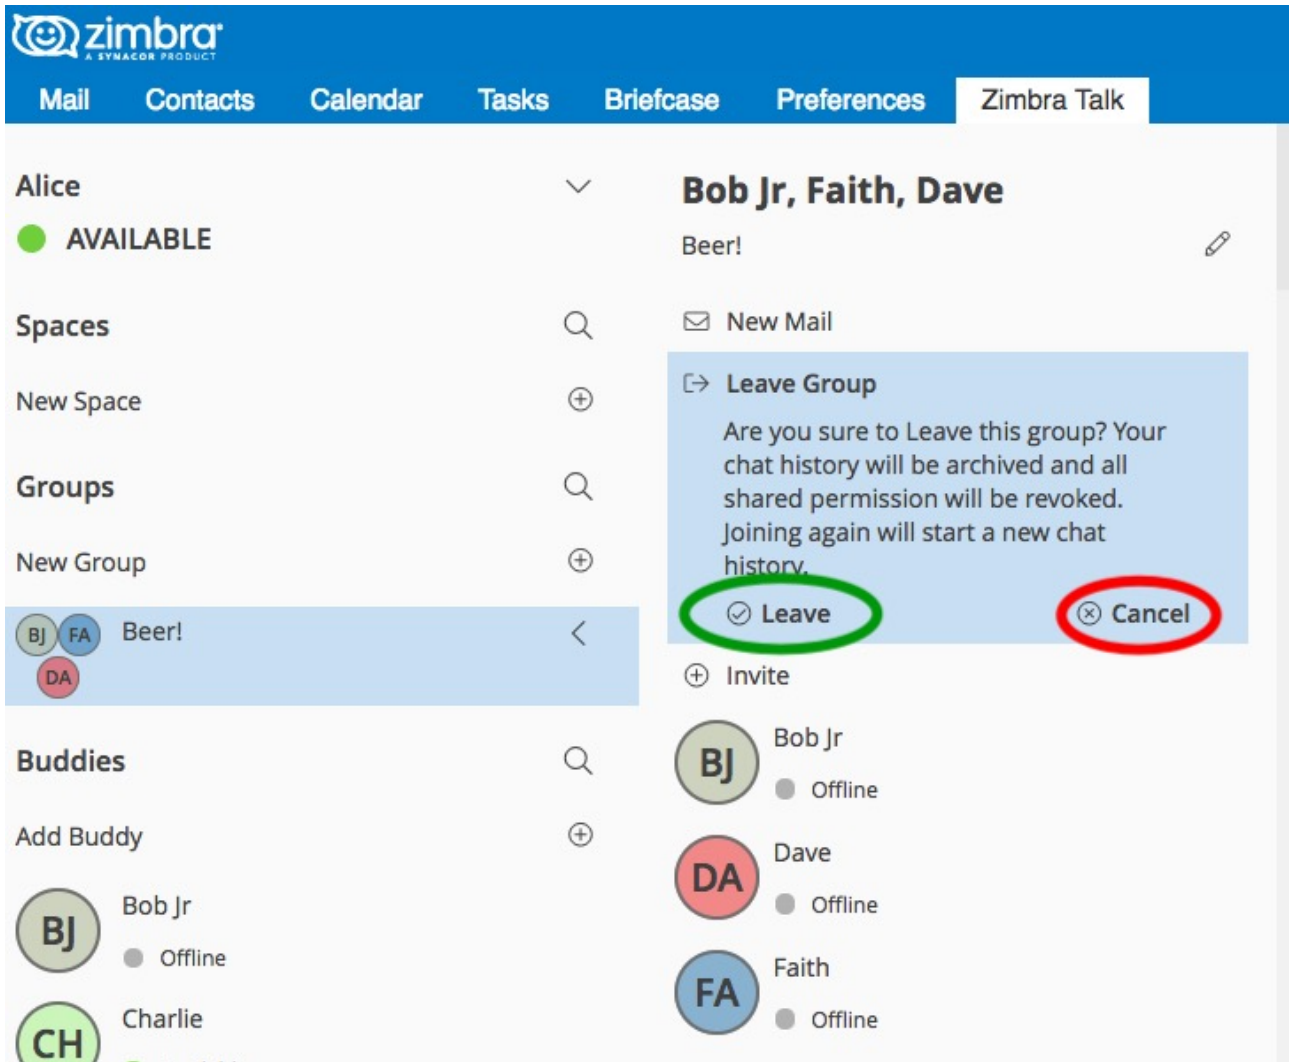 zimbra
A SYNACOR PRODUCT
Mail Contacts Calendar Tasks Briefcase Preferences Zimbra Talk
Alice
AVAILABLE
Spaces
New Space
Groups
New Group
BJ FA DA Beer!
Buddies
Add Buddy
BJ Bob Jr
Offline
CH Charlie
Bob Jr, Faith, Dave
Beer!
New Mail
Leave Group
Are you sure to Leave this group? Your
chat history will be archived and all
shared permission will be revoked.
Joining again will start a new chat
history.
Leave Cancel
Invite
BJ Bob Jr
Offline
DA Dave
Offline
FA Faith
Offline